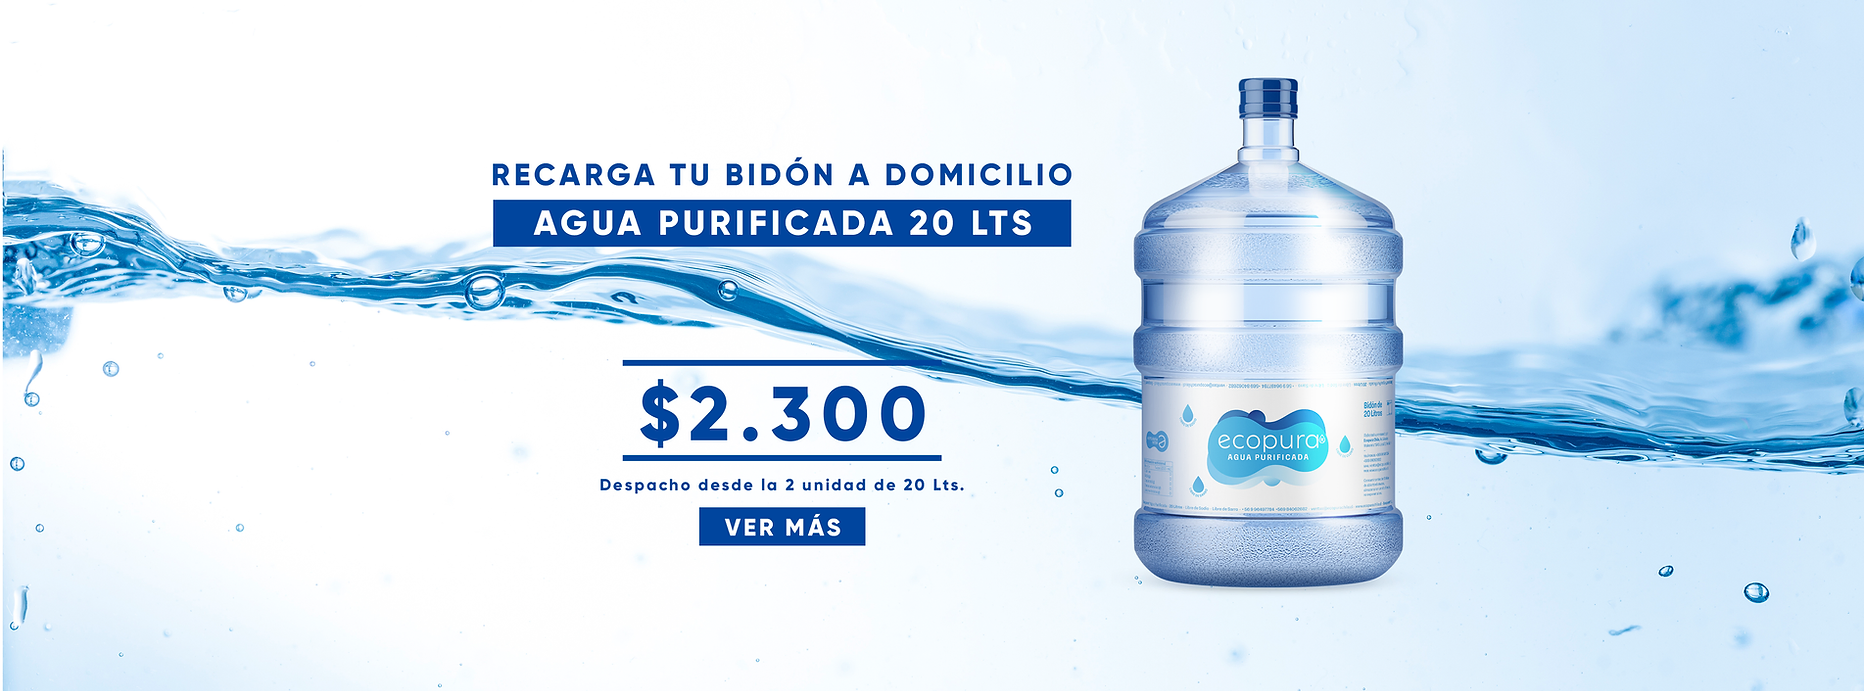 RECARGA TU BIDÓN A DOMICILIO
AGUA PURIFICADA 20 LTS
$2.300
Despacho desde la 2 unidad de 20 Lts.
VER MÁS
ecopura
AGUA PURIFICADA
Bidón de
20 Litros